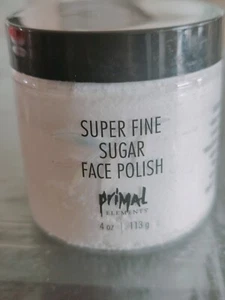 SUPER FINE
SUGAR
FACE POLISH
PRIMAL
ELEMENTS
4 oz | 113 g